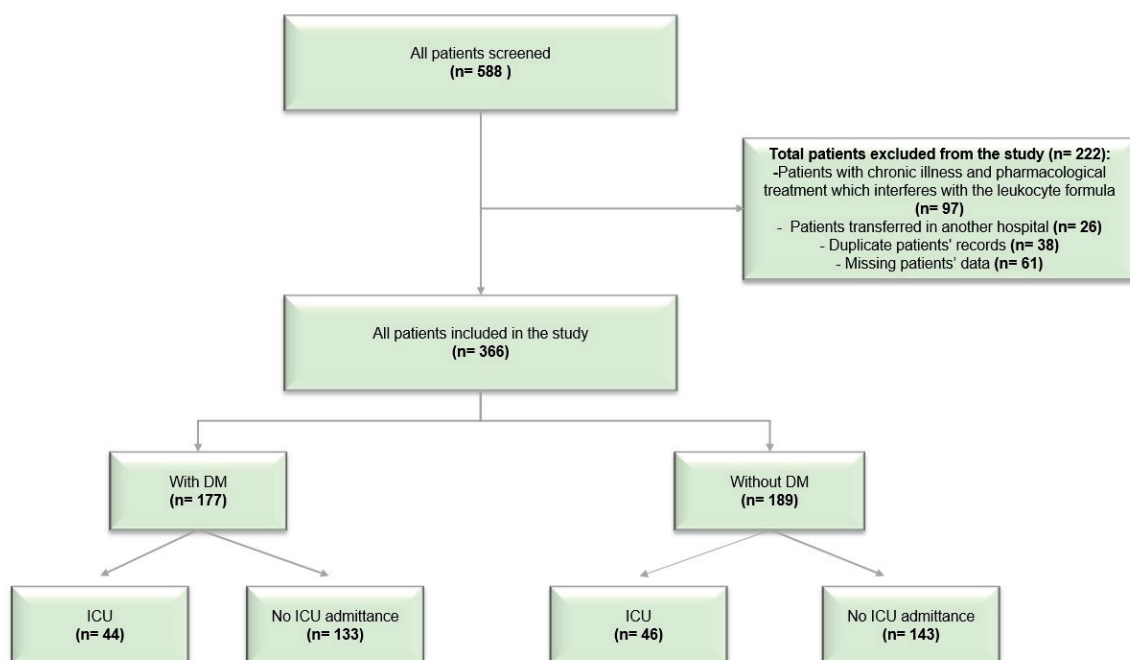 All patients screened
(n= 588 )
Total patients excluded from the study (n= 222):
-Patients with chronic illness and pharmacological
treatment which interferes with the leukocyte formula
(n= 97)
- Patients transferred in another hospital (n= 26)
- Duplicate patients' records (n= 38)
- Missing patients’ data (n= 61)
All patients included in the study
(n= 366)
With DM
(n= 177)
Without DM
(n= 189)
ICU
(n= 44)
No ICU admittance
(n= 133)
ICU
(n= 46)
No ICU admittance
(n= 143)